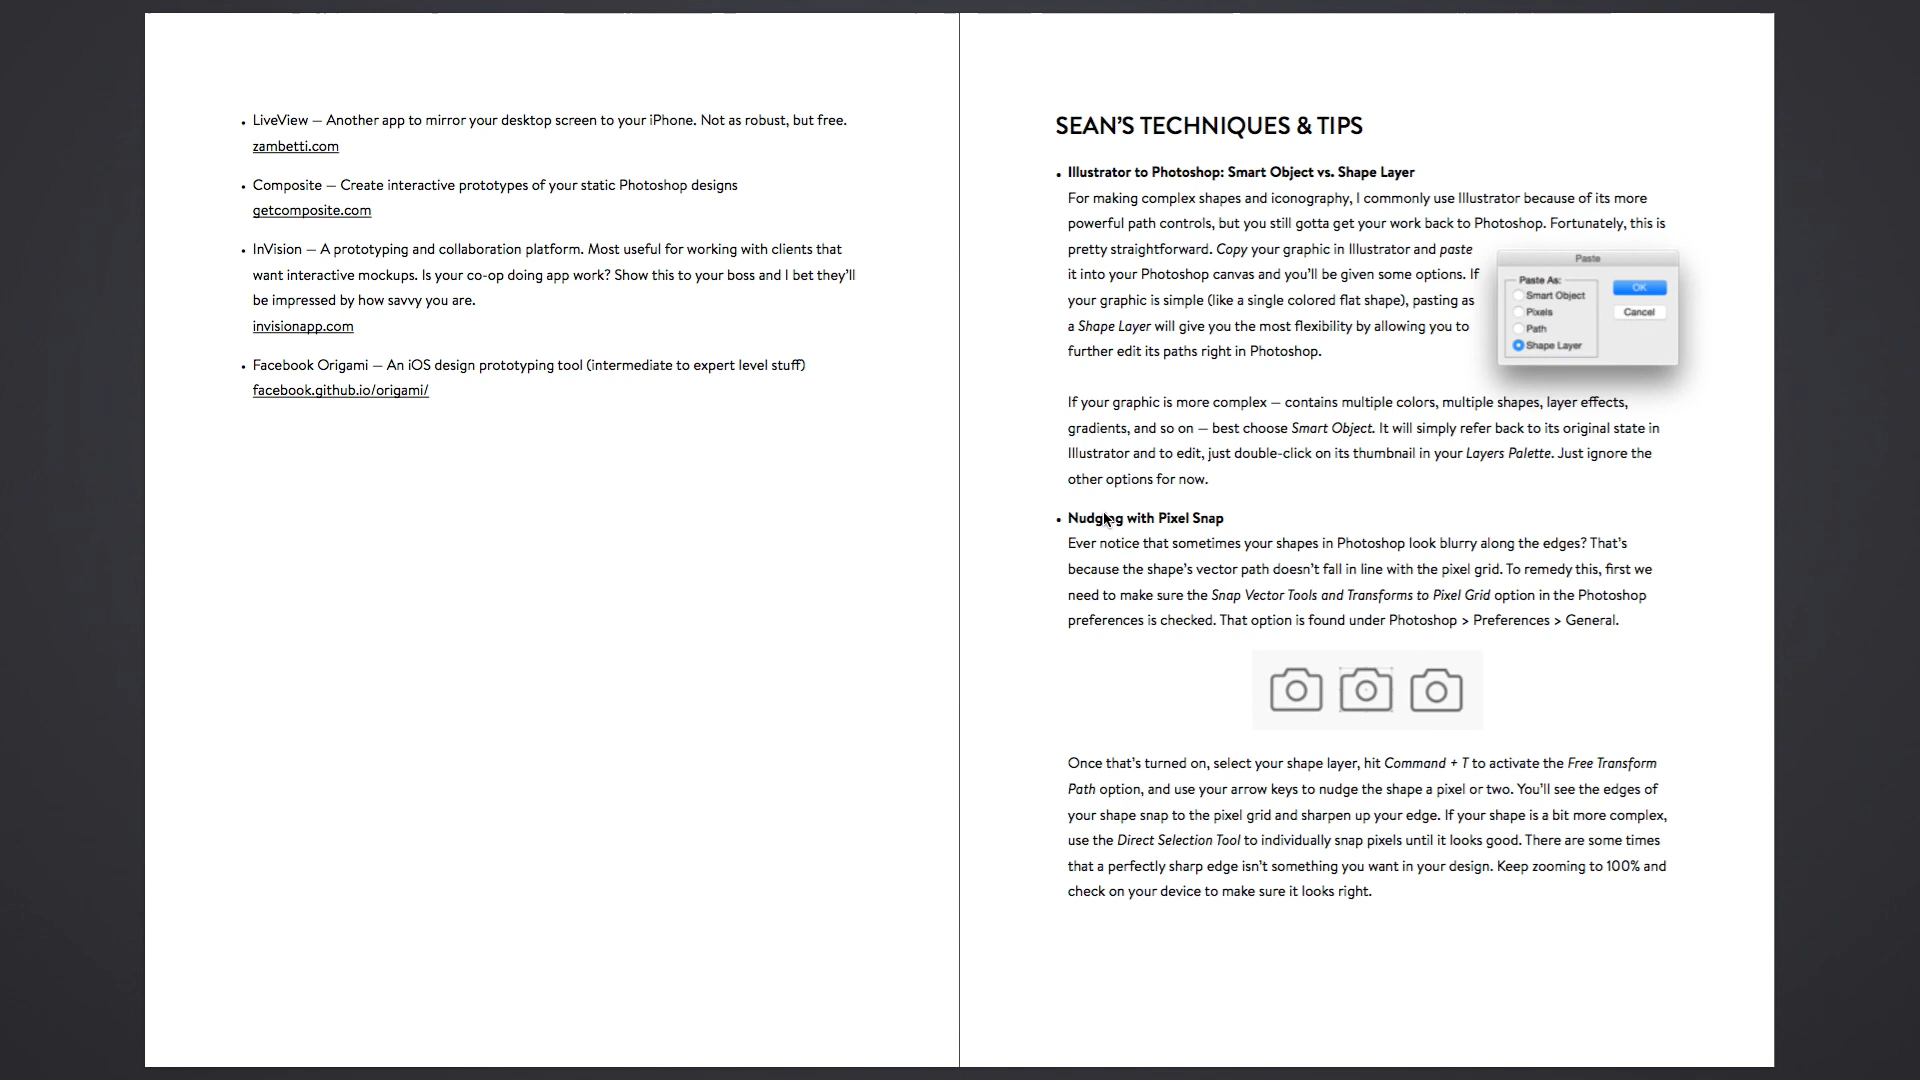 • LiveView — Another app to mirror your desktop screen to your iPhone. Not as robust, but free.
zambetti.com
• Composite — Create interactive prototypes of your static Photoshop designs
getcomposite.com
• InVision — A prototyping and collaboration platform. Most useful for working with clients that
want interactive mockups. Is your co-op doing app work? Show this to your boss and I bet they’ll
be impressed by how savvy you are.
invisionapp.com
• Facebook Origami — An iOS design prototyping tool (intermediate to expert level stuff)
facebook.github.io/origami/
SEAN’S TECHNIQUES & TIPS
• Illustrator to Photoshop: Smart Object vs. Shape Layer
For making complex shapes and iconography, I commonly use Illustrator because of its more
powerful path controls, but you still gotta get your work back to Photoshop. Fortunately, this is
pretty straightforward. Copy your graphic in Illustrator and paste
it into your Photoshop canvas and you’ll be given some options. If
your graphic is simple (like a single colored flat shape), pasting as
a Shape Layer will give you the most flexibility by allowing you to
further edit its paths right in Photoshop.
Paste
Paste As:
Smart Object
Pixels
Path
Shape Layer
OK
Cancel
If your graphic is more complex — contains multiple colors, multiple shapes, layer effects,
gradients, and so on — best choose Smart Object. It will simply refer back to its original state in
Illustrator and to edit, just double-click on its thumbnail in your Layers Palette. Just ignore the
other options for now.
• Nudging with Pixel Snap
Ever notice that sometimes your shapes in Photoshop look blurry along the edges? That’s
because the shape’s vector path doesn’t fall in line with the pixel grid. To remedy this, first we
need to make sure the Snap Vector Tools and Transforms to Pixel Grid option in the Photoshop
preferences is checked. That option is found under Photoshop > Preferences > General.
Once that’s turned on, select your shape layer, hit Command + T to activate the Free Transform
Path option, and use your arrow keys to nudge the shape a pixel or two. You’ll see the edges of
your shape snap to the pixel grid and sharpen up your edge. If your shape is a bit more complex,
use the Direct Selection Tool to individually snap pixels until it looks good. There are some times
that a perfectly sharp edge isn’t something you want in your design. Keep zooming to 100% and
check on your device to make sure it looks right.